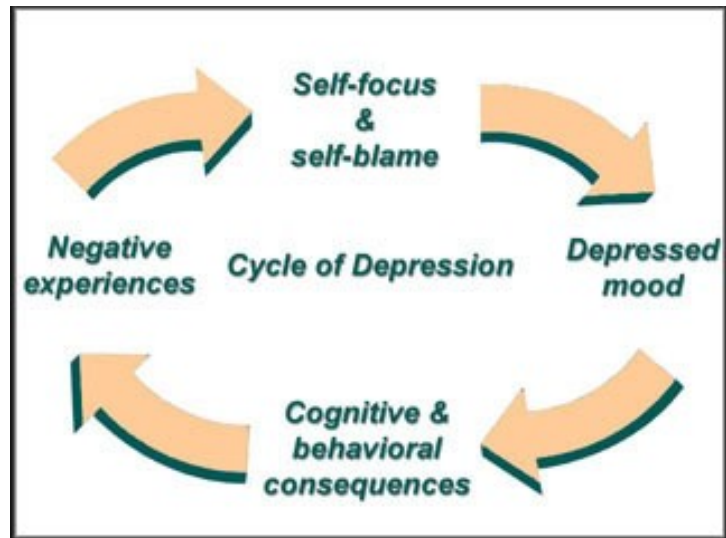 Self-focus
&
self-blame
Negative
experiences
Cycle of Depression
Depressed
mood
Cognitive &
behavioral
consequences